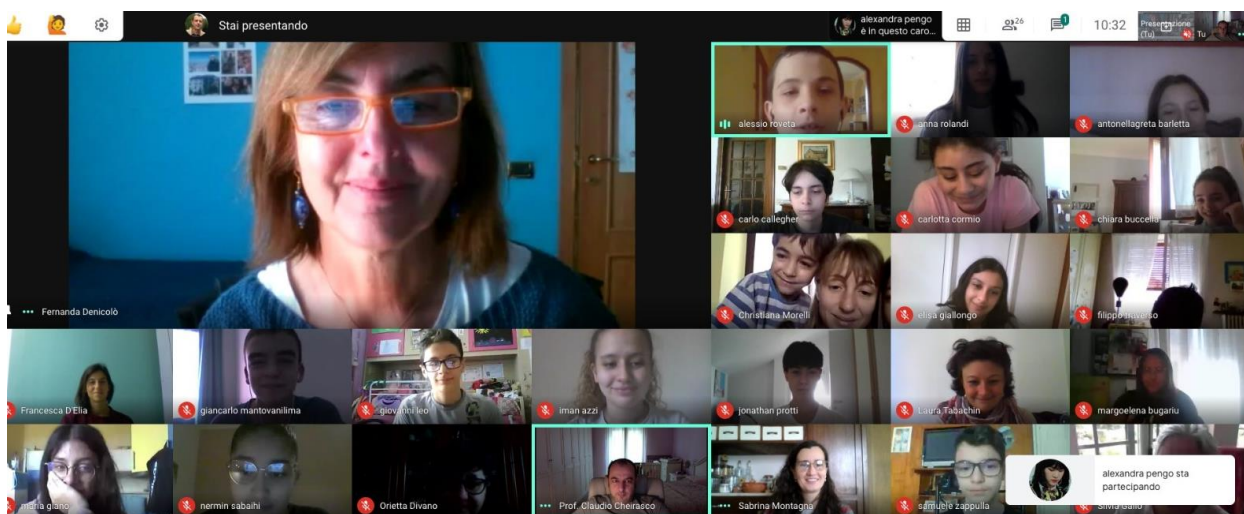 Stai presentando
alexandra pengo
è in questo caro...
26
1
10:32
Presentazione
(Tu)
Tu
Fernanda Denicolò
alessio roveta
anna rolandi
antonellagreta barletta
carlo callegher
carlotta cormio
chiara buccella
Christiana Morelli
elisa giallongo
filippo traverso
Francesca D'Elia
giancarlo mantovanilima
giovanni leo
iman azzi
jonathan protti
Laura Tabachin
margoelena bugariu
maria giano
nermin sabaihi
Orietta Divano
Prof. Claudio Cheirasco
Sabrina Montagna
samuele zappulla
Silvia Gallo
alexandra pengo sta
partecipando